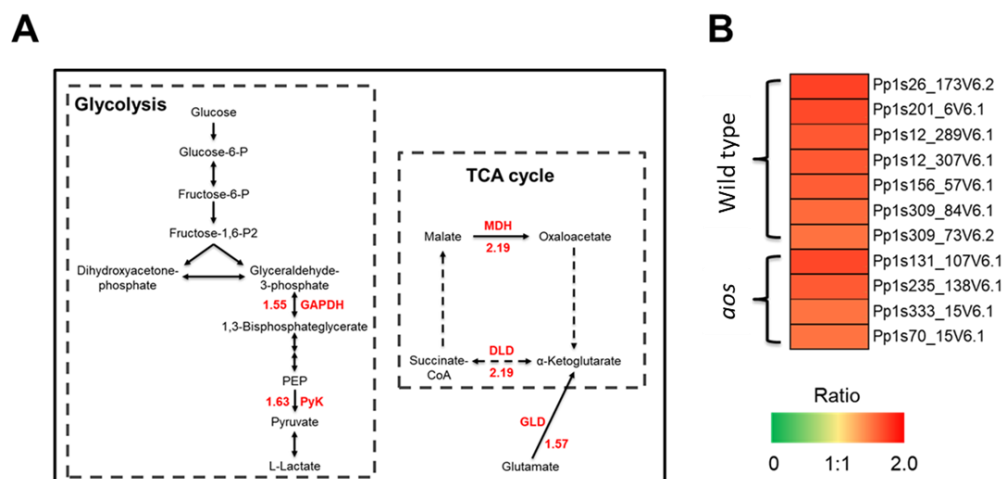 A
Glycolysis
Glucose
Glucose-6-P
Fructose-6-P
Fructose-1,6-P2
Dihydroxyacetone-
phosphate
Glyceraldehyde-
3-phosphate
1.55 GAPDH
1,3-Bisphosphateglycerate
PEP
1.63 PyK
Pyruvate
L-Lactate
TCA cycle
MDH
Malate
Oxaloacetate
2.19
DLD
Succinate-
CoA
α-Ketoglutarate
2.19
GLD
1.57
Glutamate
B
Wild type
Pp1s26_173V6.2
Pp1s201_6V6.1
Pp1s12_289V6.1
Pp1s12_307V6.1
Pp1s156_57V6.1
Pp1s309_84V6.1
Pp1s309_73V6.2
aos
Pp1s131_107V6.1
Pp1s235_138V6.1
Pp1s333_15V6.1
Pp1s70_15V6.1
Ratio
0 1:1 2.0